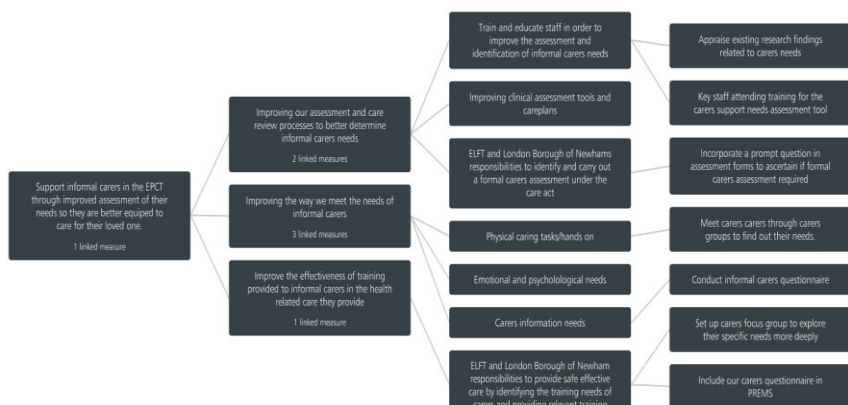 Support informal carers in the EPCT
through improved assessment of their
needs so they are better equiped to
care for their loved one.
1 linked measure
Improving our assessment and care
review processes to better determine
informal carers needs
2 linked measures
Improving the way we meet the needs of
informal carers
3 linked measures
Improve the effectiveness of training
provided to informal carers in the health
related care they provide
1 linked measure
Train and educate staff in order to
improve the assessment and
identification of informal carers needs
Improving clinical assessment tools and
careplans
ELFT and London Borough of Newhams
responsibilities to identify and carry out
a formal carers assessment under the
care act
Physical caring tasks/hands on
Emotional and psycholological needs
Carers information needs
ELFT and London Borough of Newham
responsibilities to provide safe effective
care by identifying the training needs of
carers and providing relevant training
Appraise existing research findings
related to carers needs
Key staff attending training for the
carers support needs assessment tool
Incorporate a prompt question in
assessment forms to ascertain if formal
carers assessment required
Meet carers carers through carers
groups to find out their needs.
Conduct informal carers questionnaire
Set up carers focus group to explore
their specific needs more deeply
Include our carers questionnaire in
PREMS